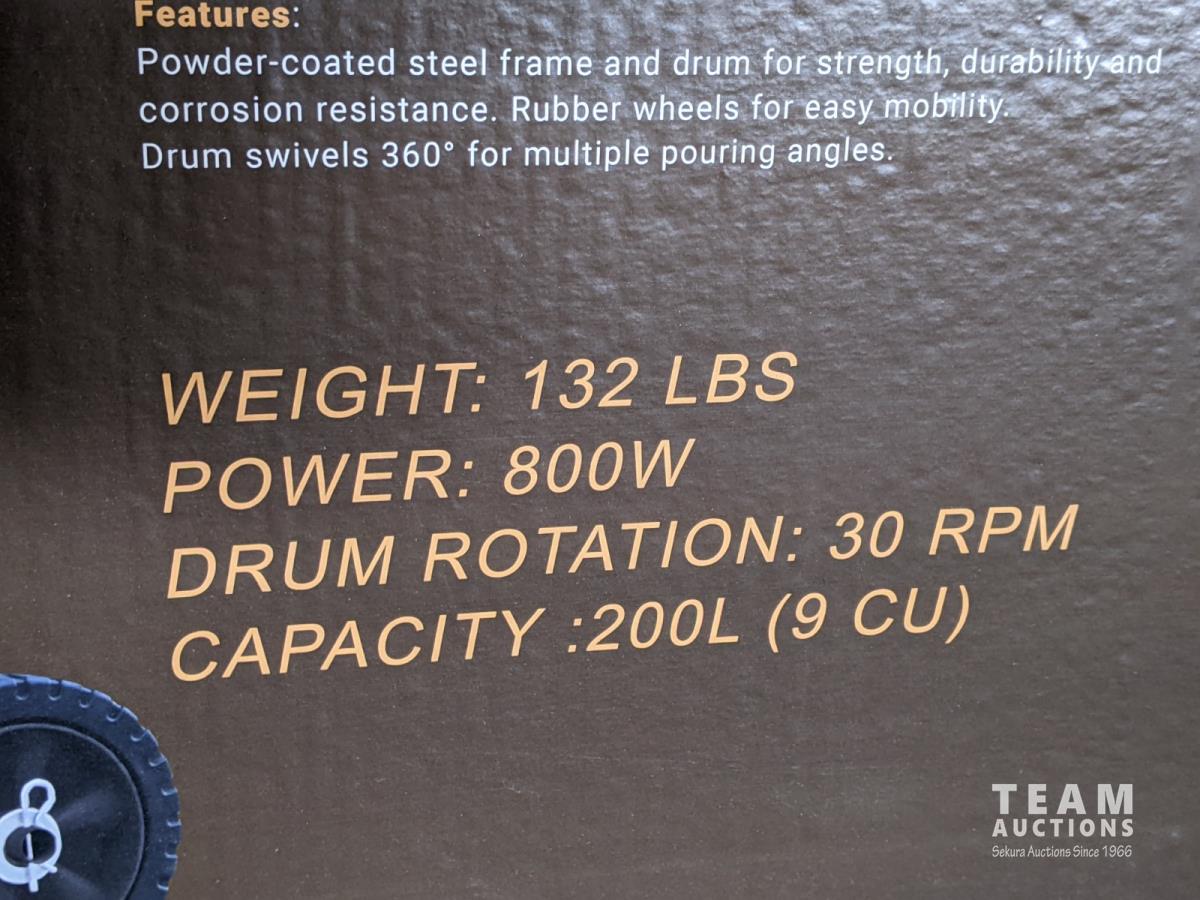 Features:
Powder-coated steel frame and drum for strength, durability and
corrosion resistance. Rubber wheels for easy mobility.
Drum swivels 360° for multiple pouring angles.
WEIGHT: 132 LBS
POWER: 800W
DRUM ROTATION: 30 RPM
CAPACITY :200L (9 CU)
TEAM
AUCTIONS
Sekura Auctions Since 1966